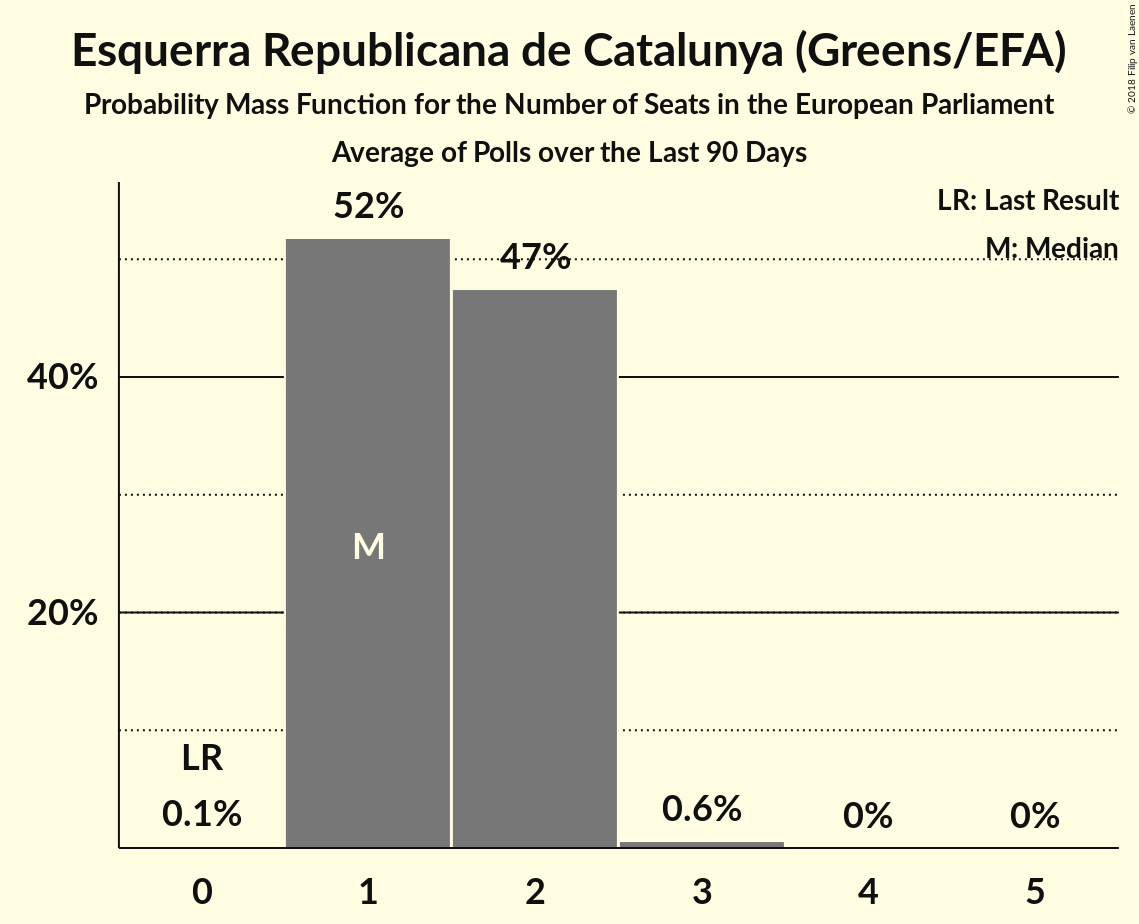 Esquerra Republicana de Catalunya (Greens/EFA)
Probability Mass Function for the Number of Seats in the European Parliament
Average of Polls over the Last 90 Days
© 2018 Filip van Laenen
LR: Last Result
M: Median
52%
47%
40%
20%
M
LR
0.1%
0.6%
0%
0%
0 1 2 3 4 5